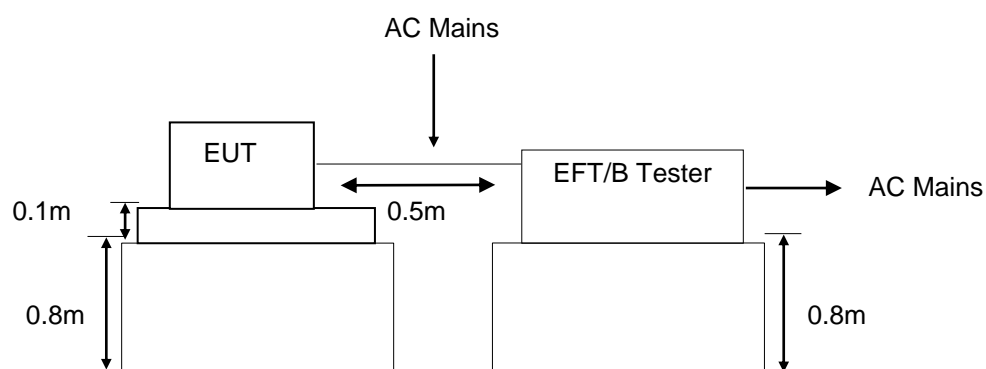 AC Mains
EUT
EFT/B Tester
AC Mains
0.1m
0.5m
0.8m
0.8m